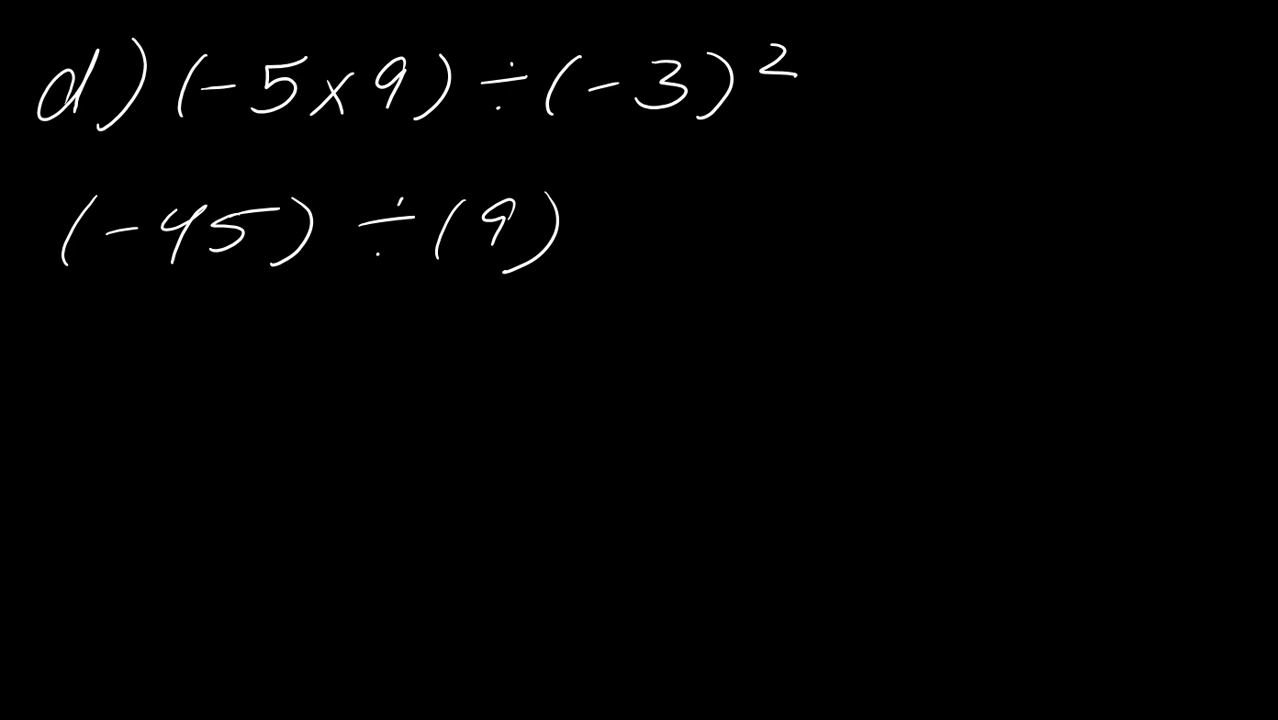 d) (-5x9) ÷ (-3)²
(-45) ÷ (9)